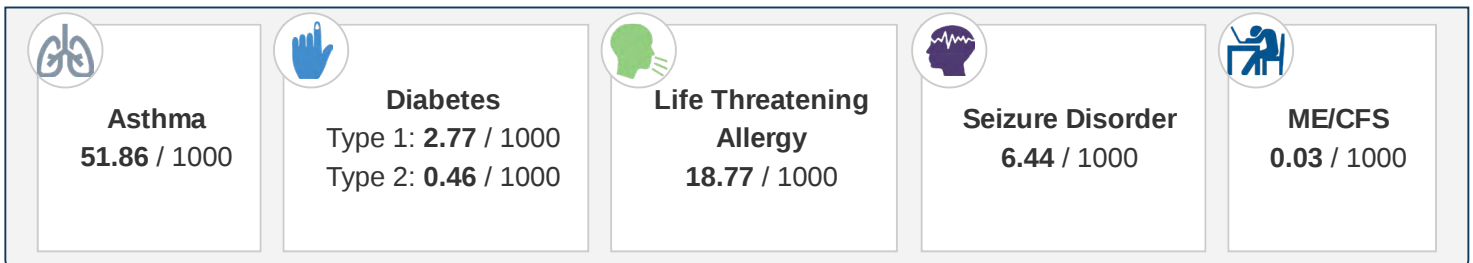 Asthma
51.86 / 1000
Diabetes
Type 1: 2.77 / 1000
Type 2: 0.46 / 1000
Life Threatening
Allergy
18.77 / 1000
Seizure Disorder
6.44 / 1000
ME/CFS
0.03 / 1000